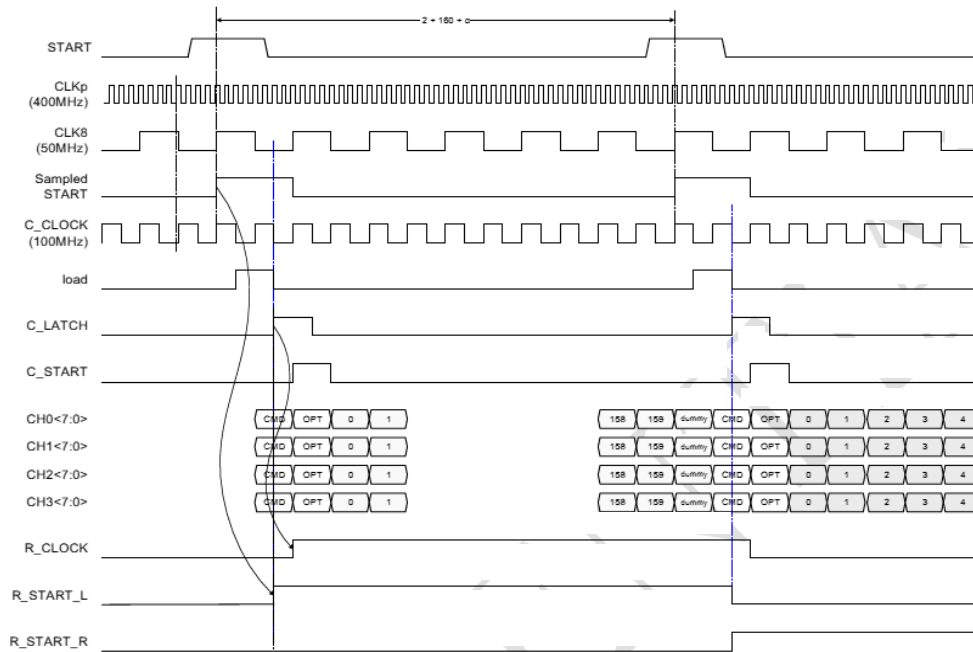 2 + 160 + α
START
CLKp
(400MHz)
CLK8
(50MHz)
Sampled
START
C_CLOCK
(100MHz)
load
C_LATCH
C_START
CH0<7:0> CMD OPT 0 1 158 159 dummy CMD OPT 0 1 2 3 4
CH1<7:0> CMD OPT 0 1 158 159 dummy CMD OPT 0 1 2 3 4
CH2<7:0> CMD OPT 0 1 158 159 dummy CMD OPT 0 1 2 3 4
CH3<7:0> CMD OPT 0 1 158 159 dummy CMD OPT 0 1 2 3 4
R_CLOCK
R_START_L
R_START_R